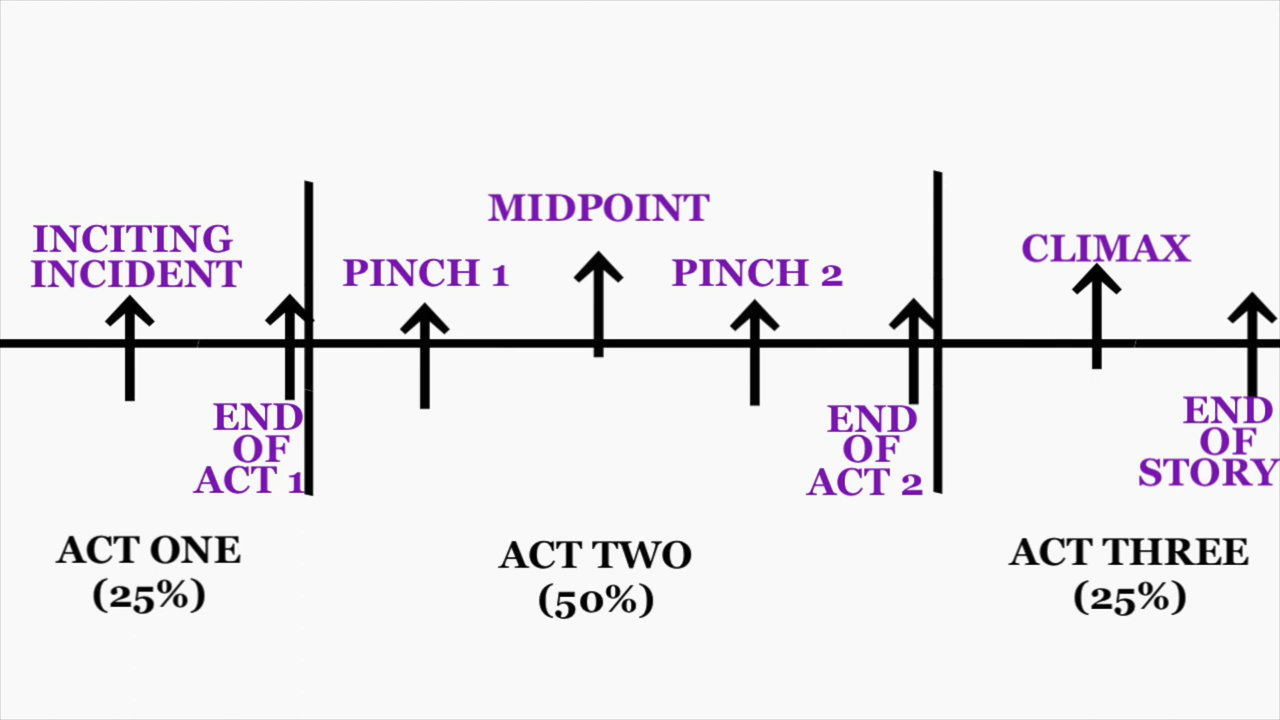 INCITING
INCIDENT
END
OF
ACT 1
PINCH 1
MIDPOINT
PINCH 2
END
OF
ACT 2
CLIMAX
END
OF
STORY
ACT ONE
(25%)
ACT TWO
(50%)
ACT THREE
(25%)